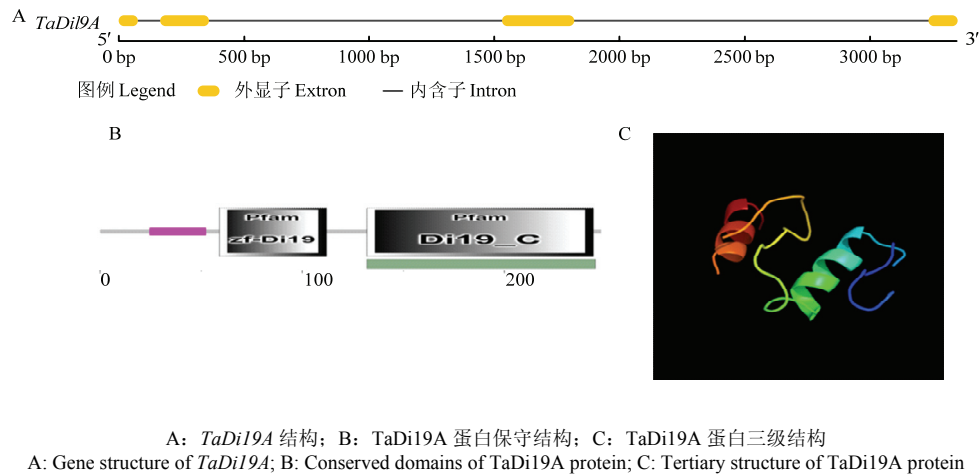 A
TaDil9A
5′ 3′
0 bp 500 bp 1000 bp 1500 bp 2000 bp 2500 bp 3000 bp
图例 Legend 外显子 Extron 内含子 Intron
B
C
Pfam Pfam
zf-Di19 Di19_C
0 100 200
A：TaDi19A 结构；B：TaDi19A 蛋白保守结构；C：TaDi19A 蛋白三级结构
A: Gene structure of TaDi19A; B: Conserved domains of TaDi19A protein; C: Tertiary structure of TaDi19A protein